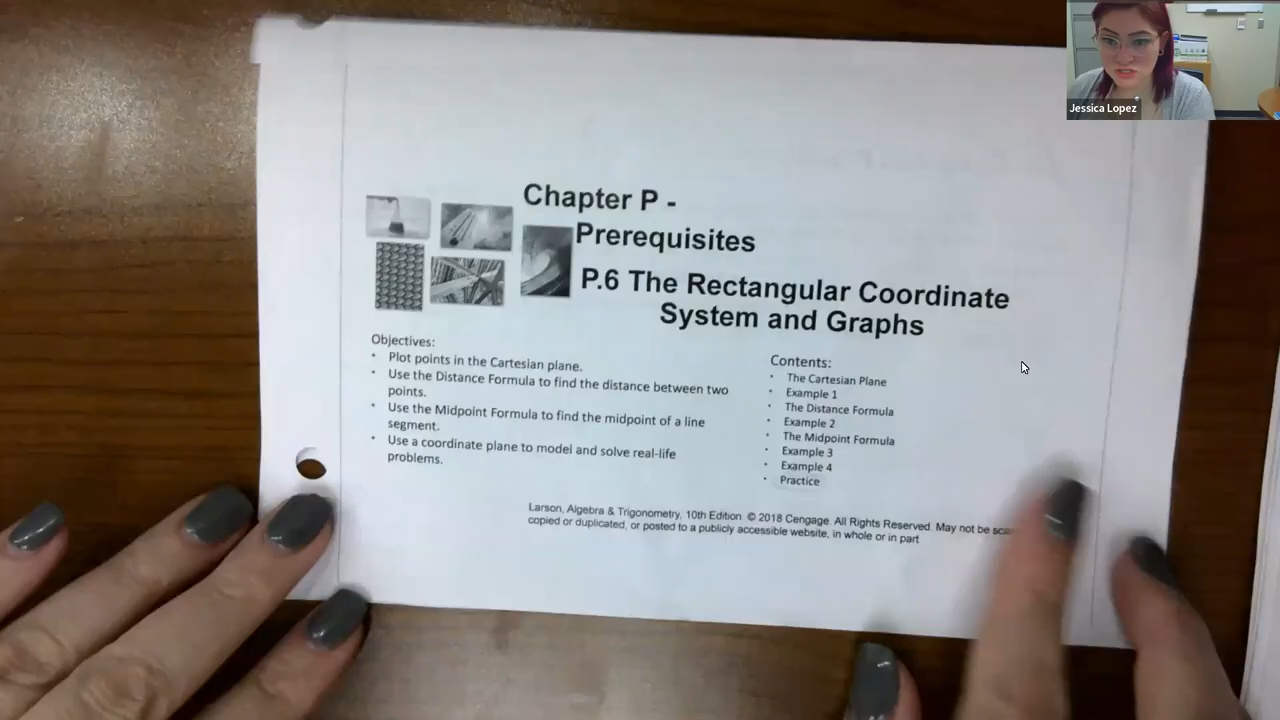 Jessica Lopez
Chapter P -
Prerequisites
P.6 The Rectangular Coordinate
System and Graphs
Objectives:
• Plot points in the Cartesian plane.
• Use the Distance Formula to find the distance between two
points.
• Use the Midpoint Formula to find the midpoint of a line
segment.
• Use a coordinate plane to model and solve real-life
problems.
Contents:
• The Cartesian Plane
• Example 1
• The Distance Formula
• Example 2
• The Midpoint Formula
• Example 3
• Example 4
• Practice
Larson, Algebra & Trigonometry, 10th Edition. © 2018 Cengage. All Rights Reserved. May not be
copied or duplicated, or posted to a publicly accessible website, in whole or in part